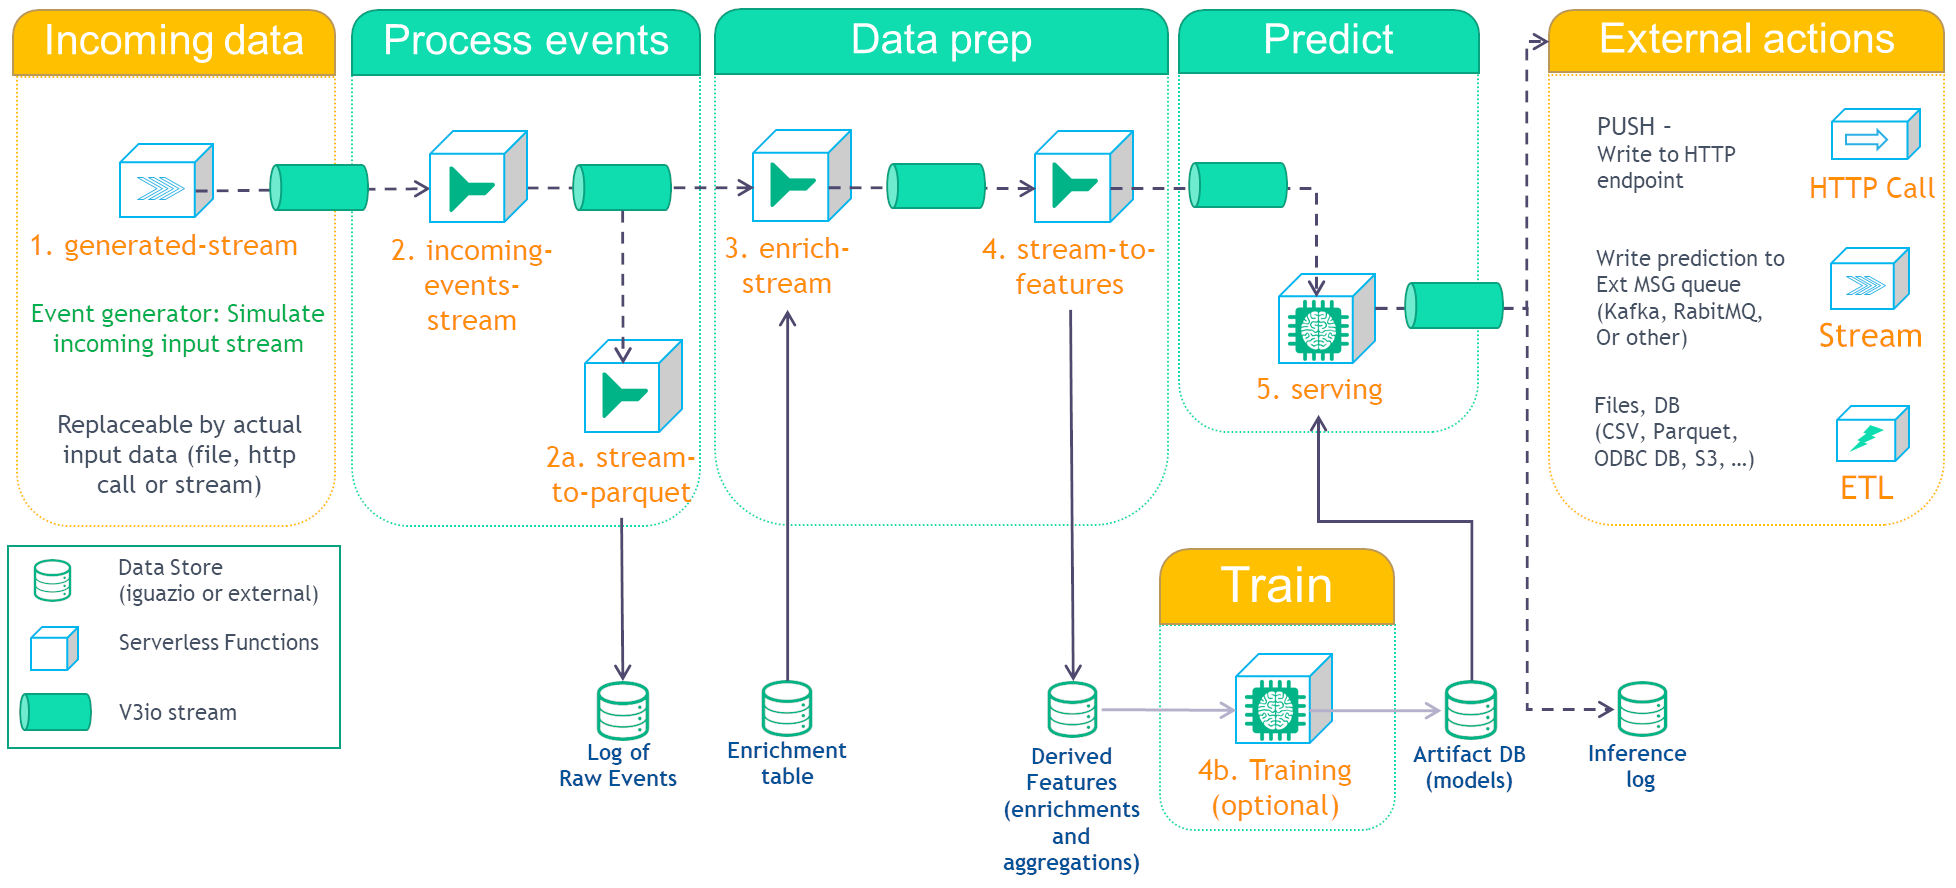 Incoming data
Process events
Data prep
Predict
External actions
1. generated-stream
Event generator: Simulate
incoming input stream
Replaceable by actual
input data (file, http
call or stream)
2. incoming-
events-
stream
2a. stream-
to-parquet
3. enrich-
stream
4. stream-to-
features
5. serving
PUSH –
Write to HTTP
endpoint
HTTP Call
Write prediction to
Ext MSG queue
(Kafka, RabitMQ,
Or other)
Stream
Files, DB
(CSV, Parquet,
ODBC DB, S3, …)
ETL
Data Store
(iguazio or external)
Serverless Functions
V3io stream
Log of
Raw Events
Enrichment
table
Derived
Features
(enrichments
and
aggregations)
Train
4b. Training
(optional)
Artifact DB
(models)
Inference
log